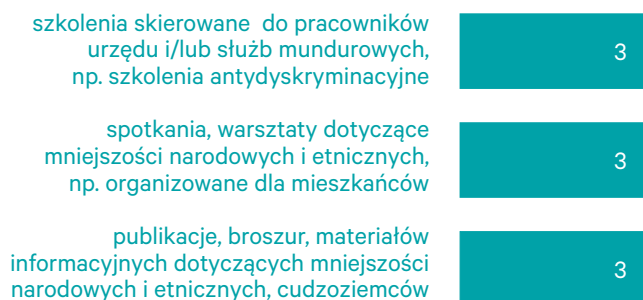 szkolenia skierowane do pracowników
urzędu i/lub służb mundurowych,
np. szkolenia antydyskryminacyjne
3
spotkania, warsztaty dotyczące
mniejszości narodowych i etnicznych,
np. organizowane dla mieszkańców
3
publikacje, broszur, materiałów
informacyjnych dotyczących mniejszości
narodowych i etnicznych, cudzoziemców
3